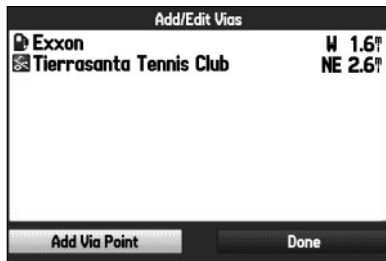 Add/Edit Vias
Exxon W 1.6mi
Tierrasanta Tennis Club NE 2.6mi
Add Via Point Done